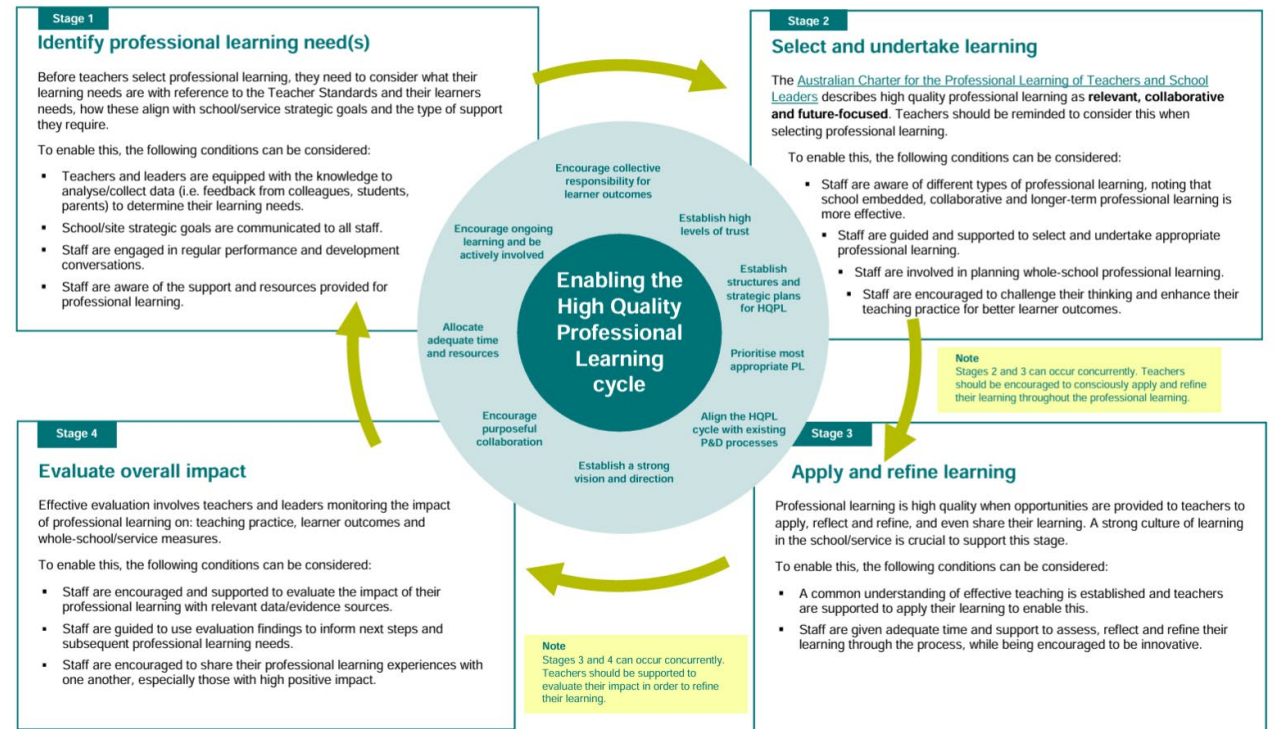 Stage 1
Identify professional learning need(s)
Before teachers select professional learning, they need to consider what their
learning needs are with reference to the Teacher Standards and their learners
needs, how these align with school/service strategic goals and the type of support
they require.
To enable this, the following conditions can be considered:
▪ Teachers and leaders are equipped with the knowledge to
analyse/collect data (i.e. feedback from colleagues, students,
parents) to determine their learning needs.
▪ School/site strategic goals are communicated to all staff.
▪ Staff are engaged in regular performance and development
conversations.
▪ Staff are aware of the support and resources provided for
professional learning.
Stage 2
Select and undertake learning
The Australian Charter for the Professional Learning of Teachers and School
Leaders describes high quality professional learning as relevant, collaborative
and future-focused. Teachers should be reminded to consider this when
selecting professional learning.
To enable this, the following conditions can be considered:
▪ Staff are aware of different types of professional learning, noting that
school embedded, collaborative and longer-term professional learning is
more effective.
▪ Staff are guided and supported to select and undertake appropriate
professional learning.
▪ Staff are involved in planning whole-school professional learning.
▪ Staff are encouraged to challenge their thinking and enhance their
teaching practice for better learner outcomes.
Note
Stages 2 and 3 can occur concurrently. Teachers
should be encouraged to consciously apply and refine
their learning throughout the professional learning.
Enabling the
High Quality
Professional
Learning
cycle
Encourage collective
responsibility for
learner outcomes
Establish high
levels of trust
Establish
structures and
strategic plans
for HQPL
Prioritise most
appropriate PL
Align the HQPL
cycle with existing
P&D processes
Establish a strong
vision and direction
Encourage
purposeful
collaboration
Allocate
adequate time
and resources
Encourage ongoing
learning and be
actively involved
Stage 3
Apply and refine learning
Professional learning is high quality when opportunities are provided to teachers to
apply, reflect and refine, and even share their learning. A strong culture of learning
in the school/service is crucial to support this stage.
To enable this, the following conditions can be considered:
▪ A common understanding of effective teaching is established and teachers
are supported to apply their learning to enable this.
▪ Staff are given adequate time and support to assess, reflect and refine their
learning through the process, while being encouraged to be innovative.
Note
Stages 3 and 4 can occur concurrently.
Teachers should be supported to
evaluate their impact in order to refine
their learning.
Stage 4
Evaluate overall impact
Effective evaluation involves teachers and leaders monitoring the impact
of professional learning on: teaching practice, learner outcomes and
whole-school/service measures.
To enable this, the following conditions can be considered:
▪ Staff are encouraged and supported to evaluate the impact of their
professional learning with relevant data/evidence sources.
▪ Staff are guided to use evaluation findings to inform next steps and
subsequent professional learning needs.
▪ Staff are encouraged to share their professional learning experiences with
one another, especially those with high positive impact.